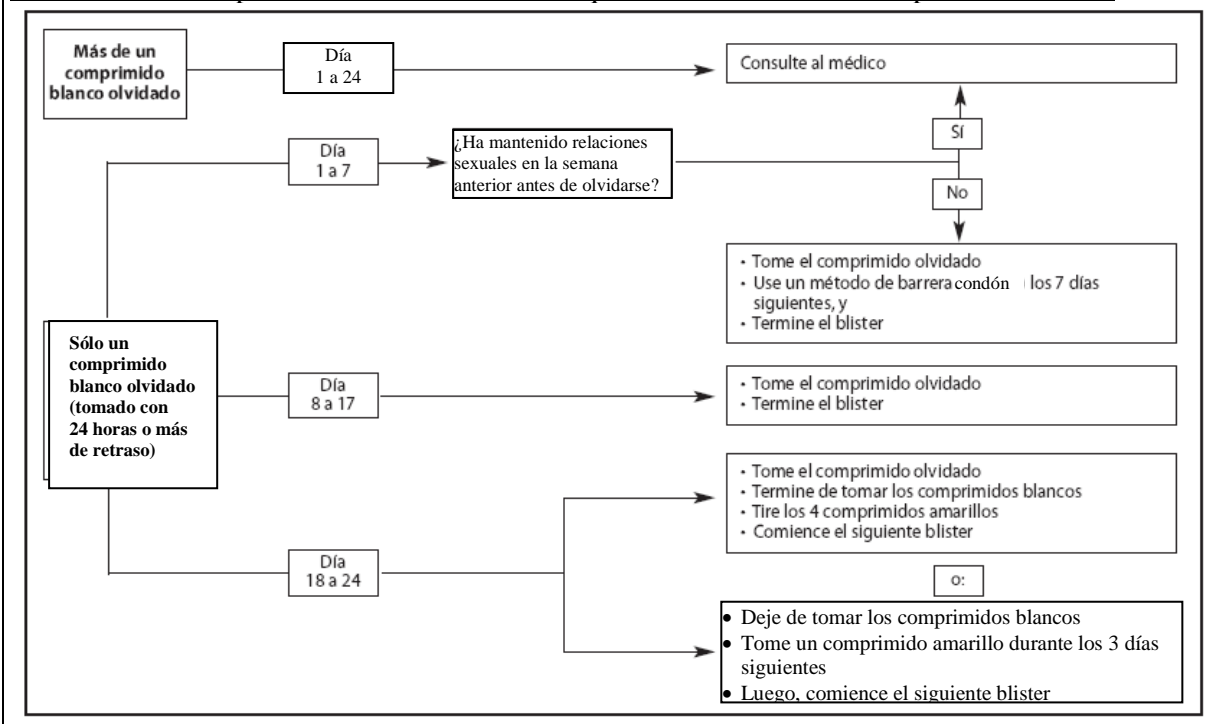 Más de un
comprimido
blanco olvidado
Día
1 a 24
Consulte al médico
Sí
Día
1 a 7
¿Ha mantenido relaciones
sexuales en la semana
anterior antes de olvidarse?
No
• Tome el comprimido olvidado
• Use un método de barrera condón los 7 días
siguientes, y
• Termine el blister
Sólo un
comprimido
blanco olvidado
(tomado con
24 horas o más
de retraso)
Día
8 a 17
• Tome el comprimido olvidado
• Termine el blister
• Tome el comprimido olvidado
• Termine de tomar los comprimidos blancos
• Tire los 4 comprimidos amarillos
• Comience el siguiente blister
Día
18 a 24
o:
• Deje de tomar los comprimidos blancos
• Tome un comprimido amarillo durante los 3 días
siguientes
• Luego, comience el siguiente blister